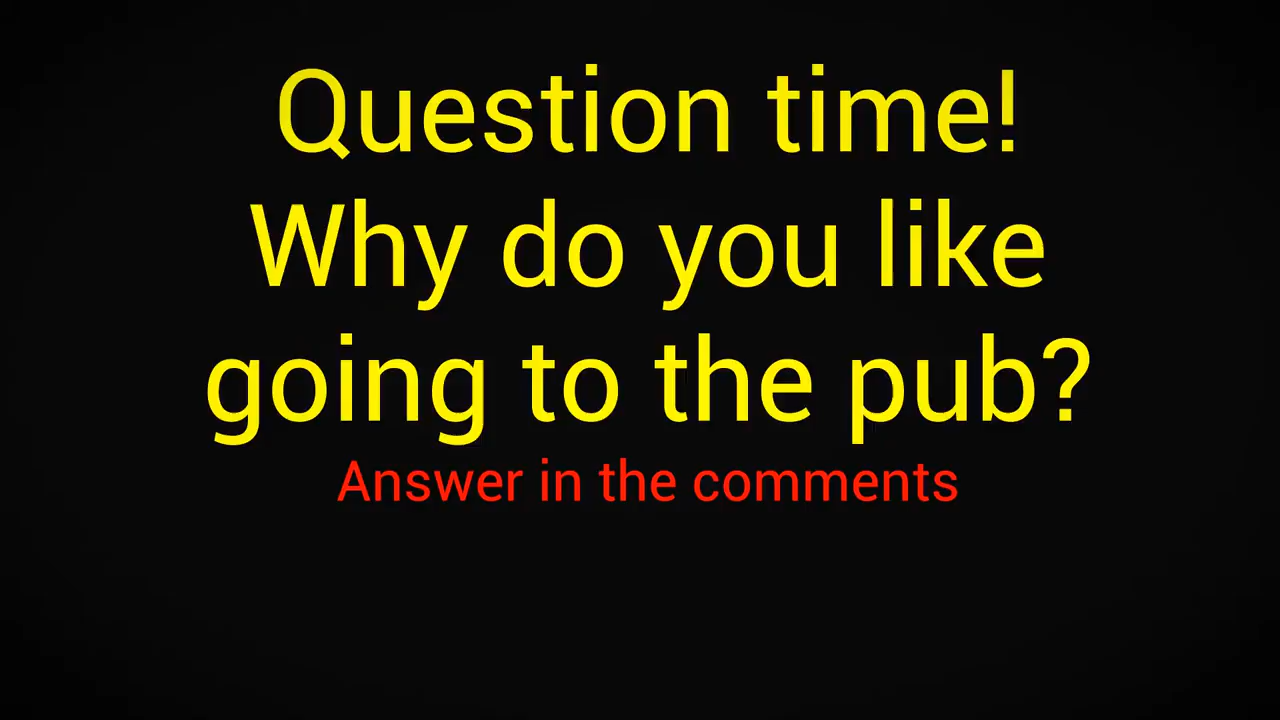 Question time!
Why do you like
going to the pub?
Answer in the comments